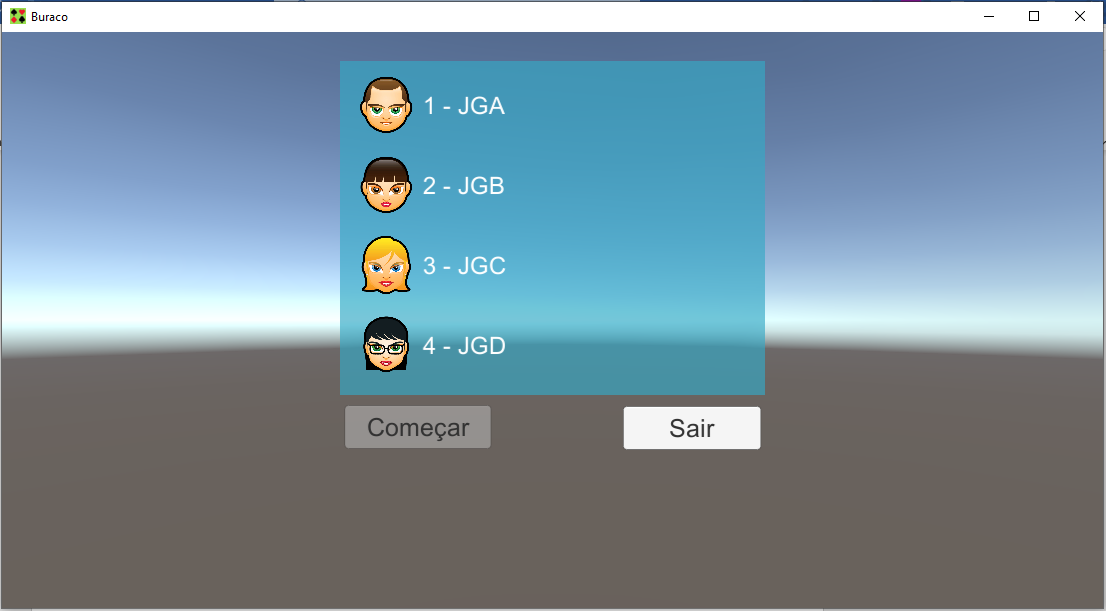 Buraco
1 - JGA
2 - JGB
3 - JGC
4 - JGD
Começar
Sair